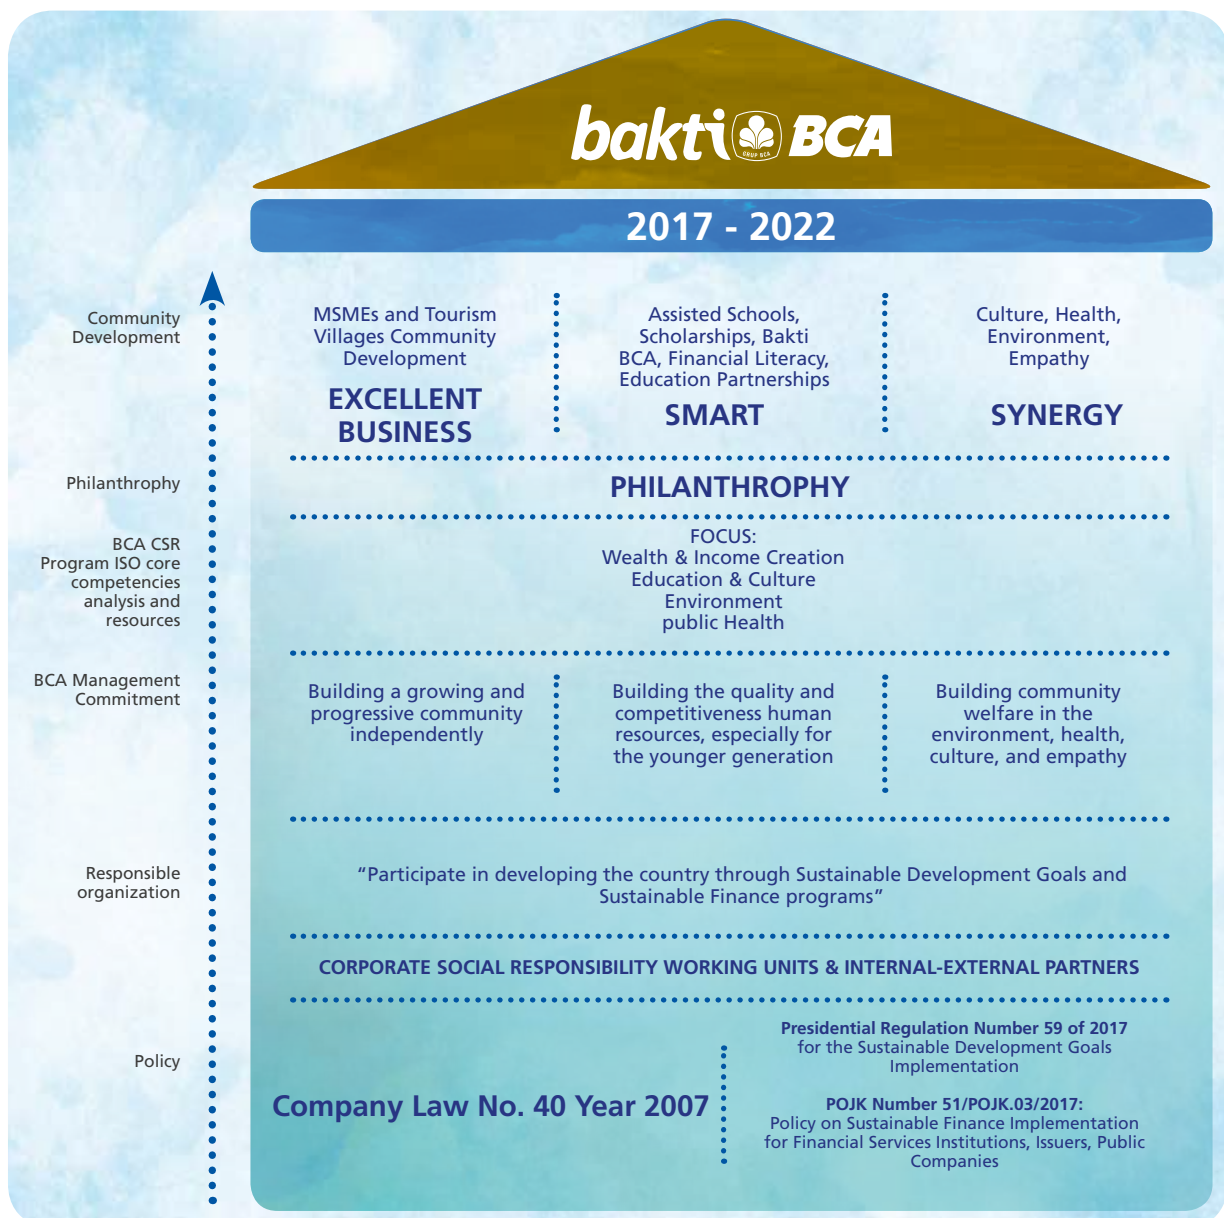 bakti BCA
GRUP BCA
2017 - 2022
Community
Development
MSMEs and Tourism
Villages Community
Development
EXCELLENT
BUSINESS
Assisted Schools,
Scholarships, Bakti
BCA, Financial Literacy,
Education Partnerships
SMART
Culture, Health,
Environment,
Empathy
SYNERGY
Philanthrophy
PHILANTHROPHY
BCA CSR
Program ISO core
competencies
analysis and
resources
FOCUS:
Wealth & Income Creation
Education & Culture
Environment
public Health
BCA Management
Commitment
Building a growing and
progressive community
independently
Building the quality and
competitiveness human
resources, especially for
the younger generation
Building community
welfare in the
environment, health,
culture, and empathy
Responsible
organization
“Participate in developing the country through Sustainable Development Goals and
Sustainable Finance programs”
CORPORATE SOCIAL RESPONSIBILITY WORKING UNITS & INTERNAL-EXTERNAL PARTNERS
Policy
Company Law No. 40 Year 2007
Presidential Regulation Number 59 of 2017
for the Sustainable Development Goals
Implementation
POJK Number 51/POJK.03/2017:
Policy on Sustainable Finance Implementation
for Financial Services Institutions, Issuers, Public
Companies